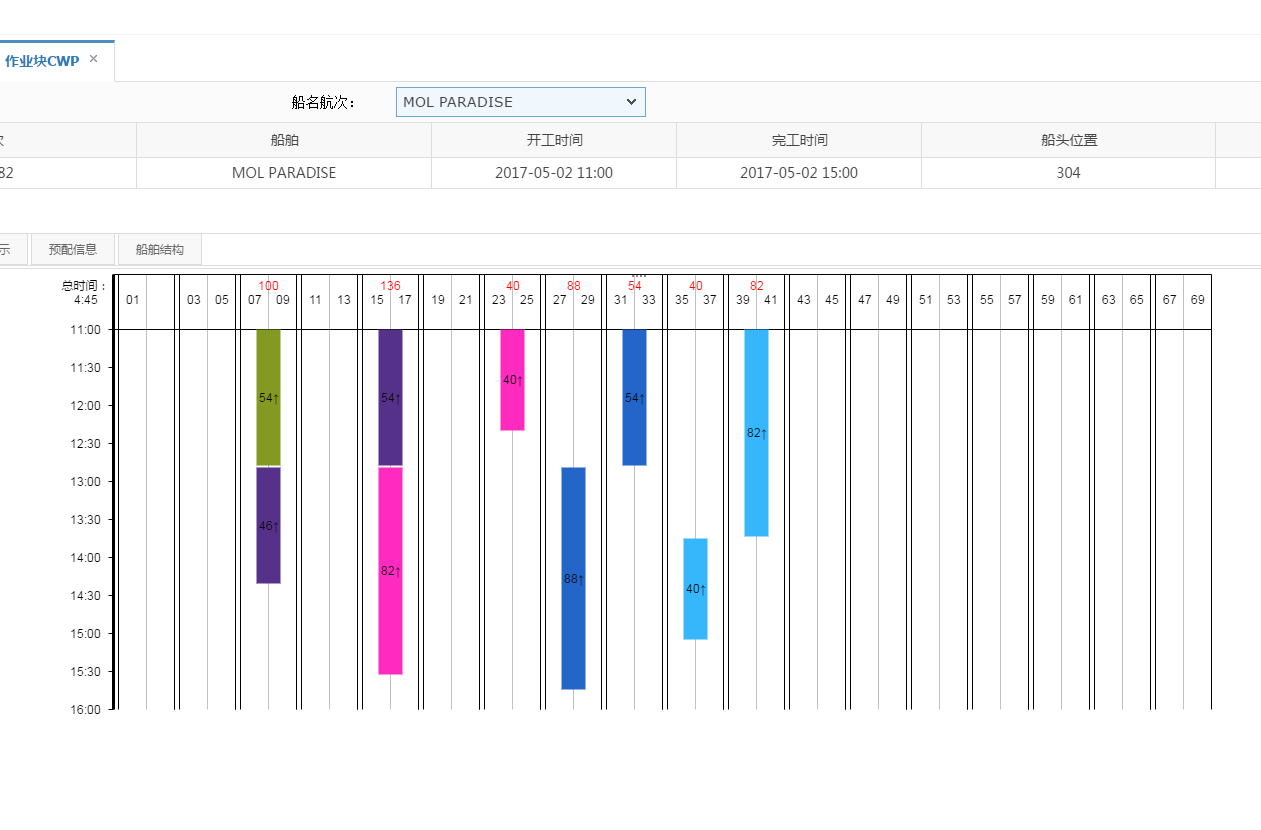 作业块CWP ×
船名航次： MOL PARADISE
次 船舶 开工时间 完工时间 船头位置
82 MOL PARADISE 2017-05-02 11:00 2017-05-02 15:00 304
示 预配信息 船舶结构
总时间： 100 136 40 88 54 40 82
4:45 01 03 05 07 09 11 13 15 17 19 21 23 25 27 29 31 33 35 37 39 41 43 45 47 49 51 53 55 57 59 61 63 65 67 69
11:00
11:30
40↑
12:00 54↑ 54↑ 54↑
82↑
12:30
13:00
13:30 46↑
14:00
82↑
88↑
14:30 40↑
15:00
15:30
16:00